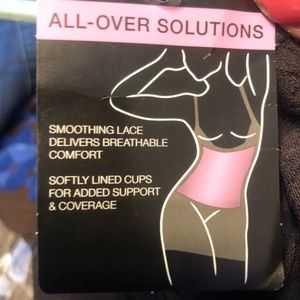 ALL-OVER SOLUTIONS
SMOOTHING LACE
DELIVERS BREATHABLE
COMFORT
SOFTLY LINED CUPS
FOR ADDED SUPPORT
& COVERAGE